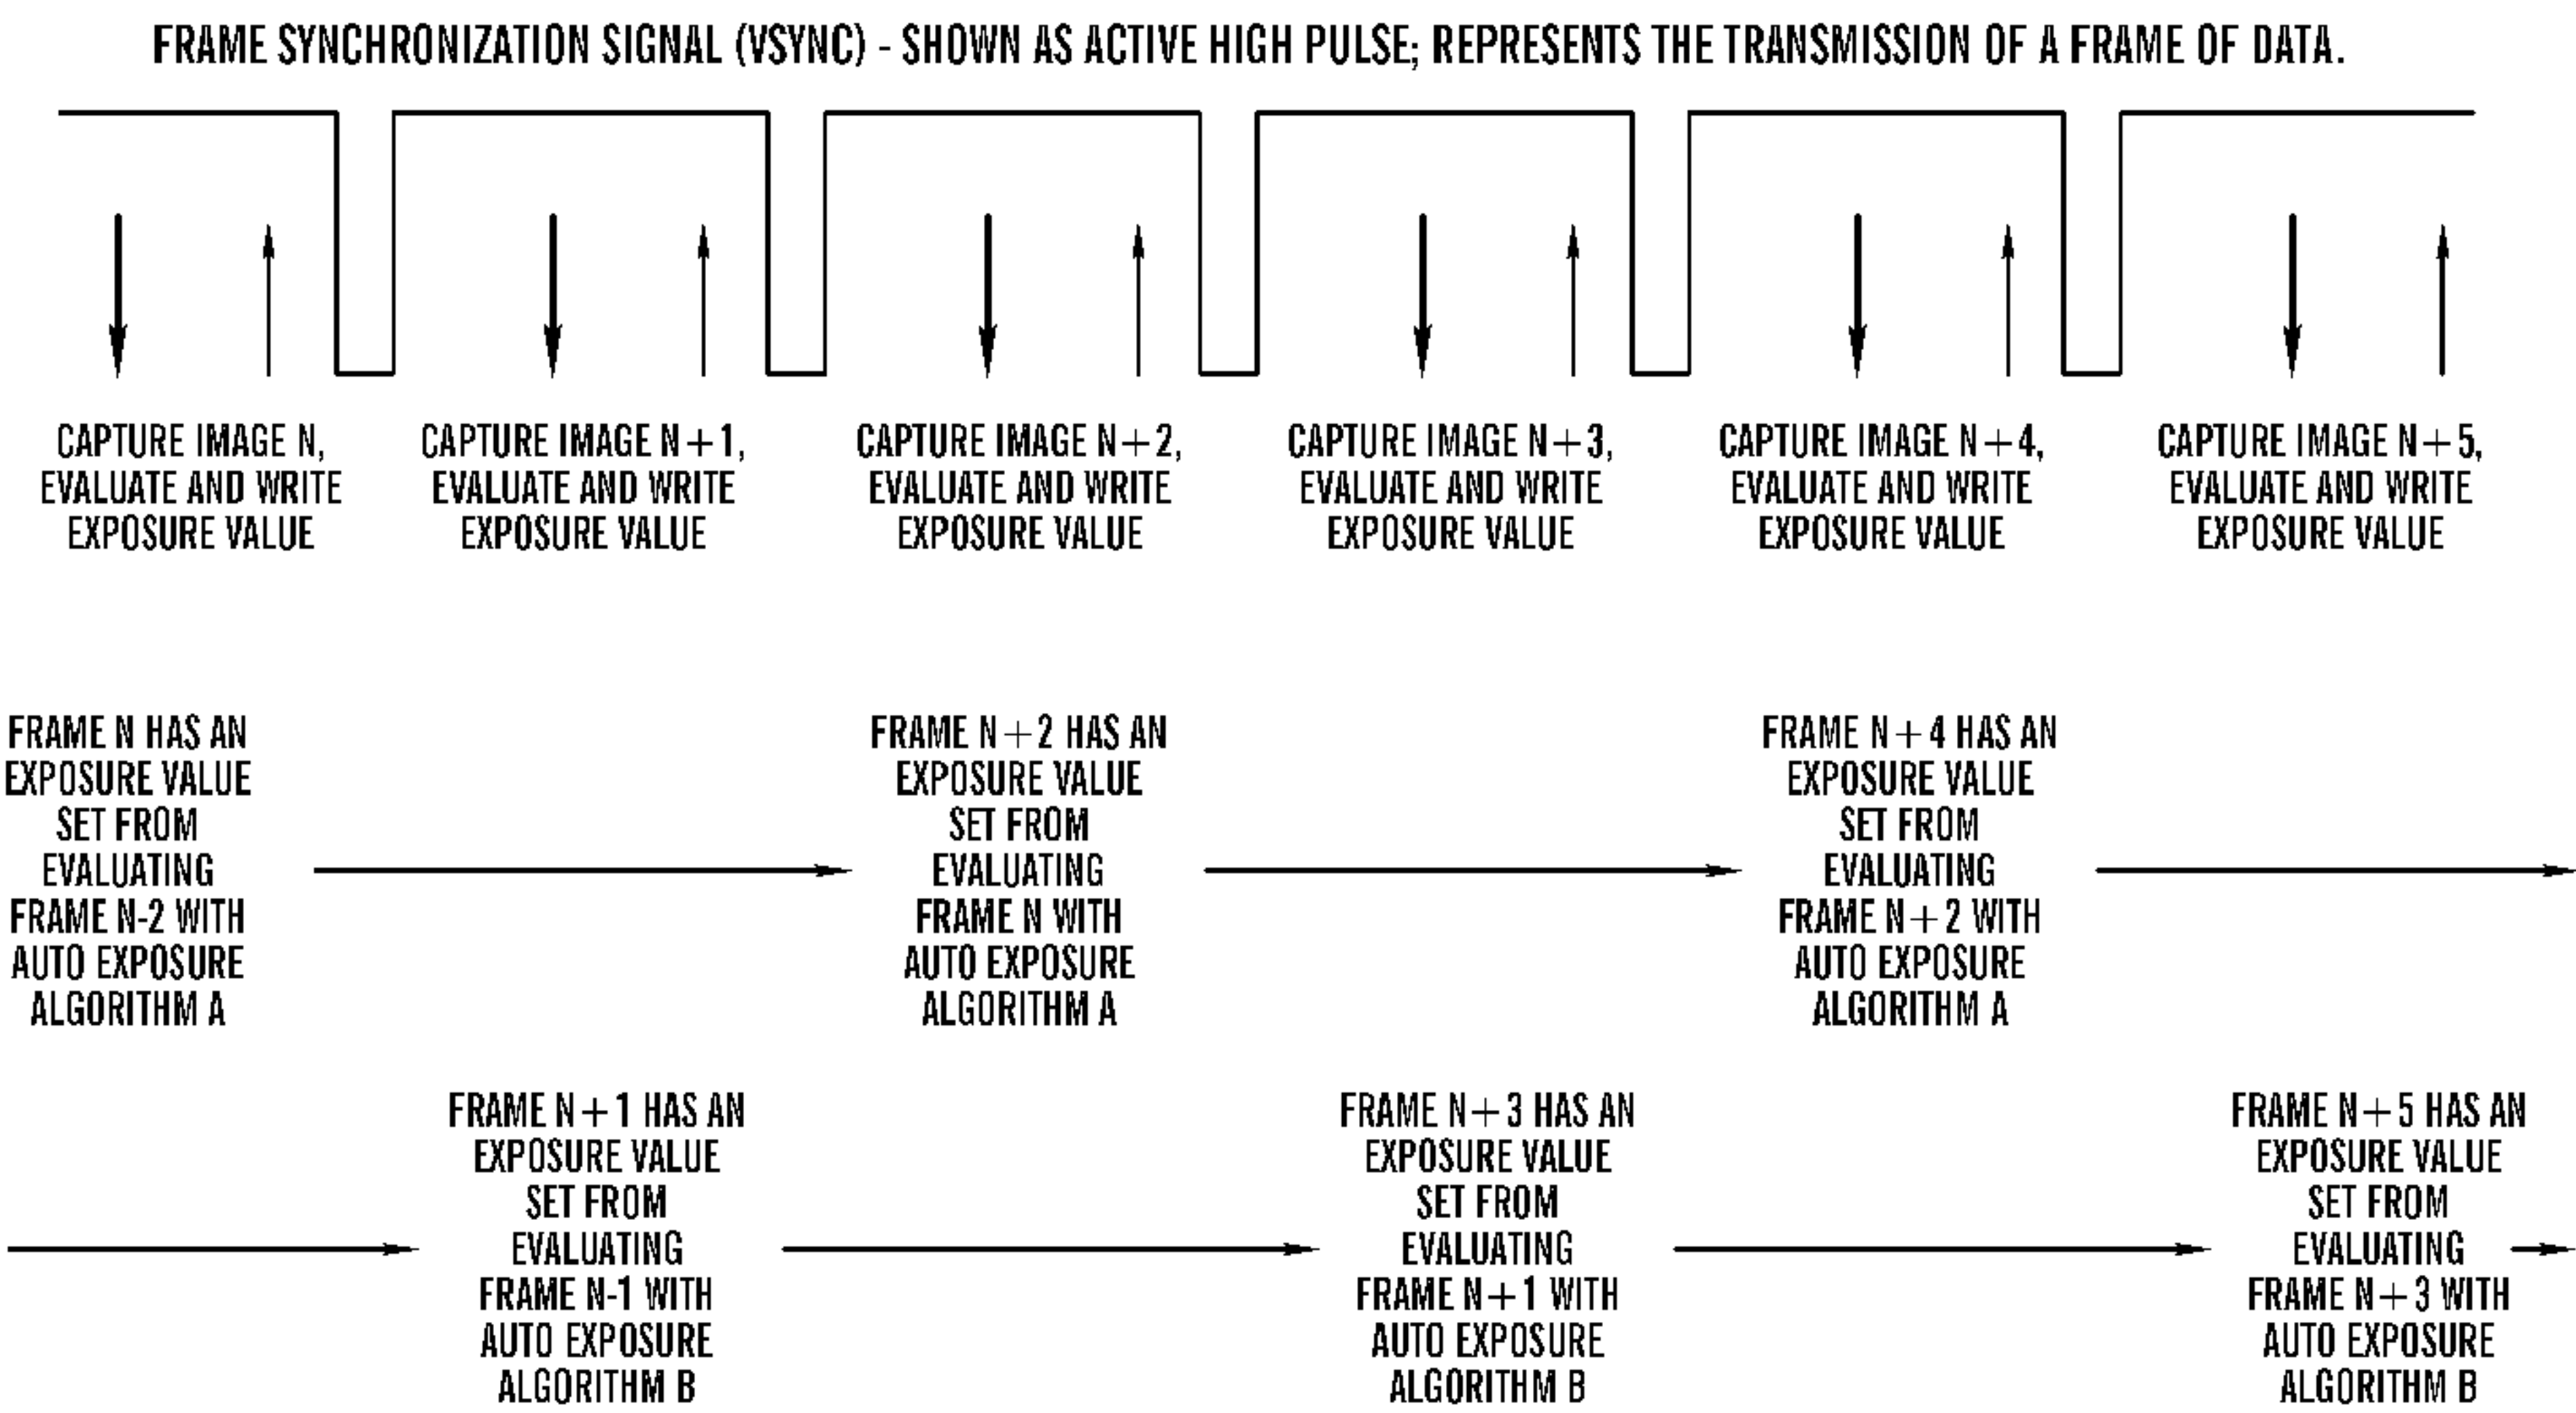 FRAME SYNCHRONIZATION SIGNAL (VSYNC) - SHOWN AS ACTIVE HIGH PULSE; REPRESENTS THE TRANSMISSION OF A FRAME OF DATA.
CAPTURE IMAGE N,
EVALUATE AND WRITE
EXPOSURE VALUE
CAPTURE IMAGE N+1,
EVALUATE AND WRITE
EXPOSURE VALUE
CAPTURE IMAGE N+2,
EVALUATE AND WRITE
EXPOSURE VALUE
CAPTURE IMAGE N+3,
EVALUATE AND WRITE
EXPOSURE VALUE
CAPTURE IMAGE N+4,
EVALUATE AND WRITE
EXPOSURE VALUE
CAPTURE IMAGE N+5,
EVALUATE AND WRITE
EXPOSURE VALUE
FRAME N HAS AN
EXPOSURE VALUE
SET FROM
EVALUATING
FRAME N-2 WITH
AUTO EXPOSURE
ALGORITHM A
FRAME N+2 HAS AN
EXPOSURE VALUE
SET FROM
EVALUATING
FRAME N WITH
AUTO EXPOSURE
ALGORITHM A
FRAME N+4 HAS AN
EXPOSURE VALUE
SET FROM
EVALUATING
FRAME N+2 WITH
AUTO EXPOSURE
ALGORITHM A
FRAME N+1 HAS AN
EXPOSURE VALUE
SET FROM
EVALUATING
FRAME N-1 WITH
AUTO EXPOSURE
ALGORITHM B
FRAME N+3 HAS AN
EXPOSURE VALUE
SET FROM
EVALUATING
FRAME N+1 WITH
AUTO EXPOSURE
ALGORITHM B
FRAME N+5 HAS AN
EXPOSURE VALUE
SET FROM
EVALUATING
FRAME N+3 WITH
AUTO EXPOSURE
ALGORITHM B